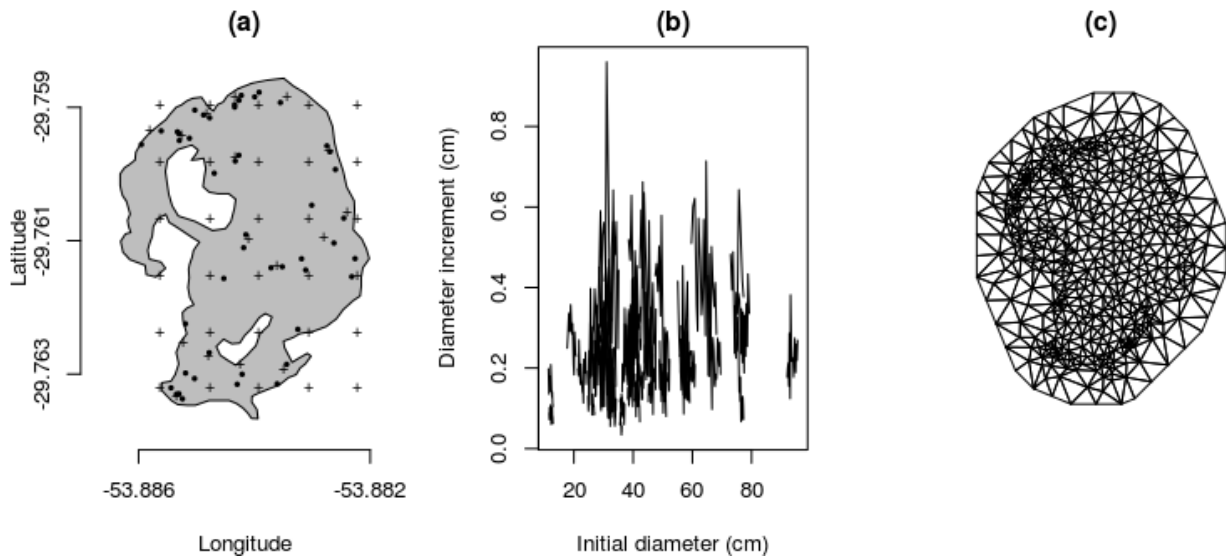 (a)
-29.759
-29.761
-29.763
Latitude
-53.886
-53.882
Longitude
(b)
0.8
0.6
0.4
0.2
0.0
Diameter increment (cm)
20
40
60
80
Initial diameter (cm)
(c)